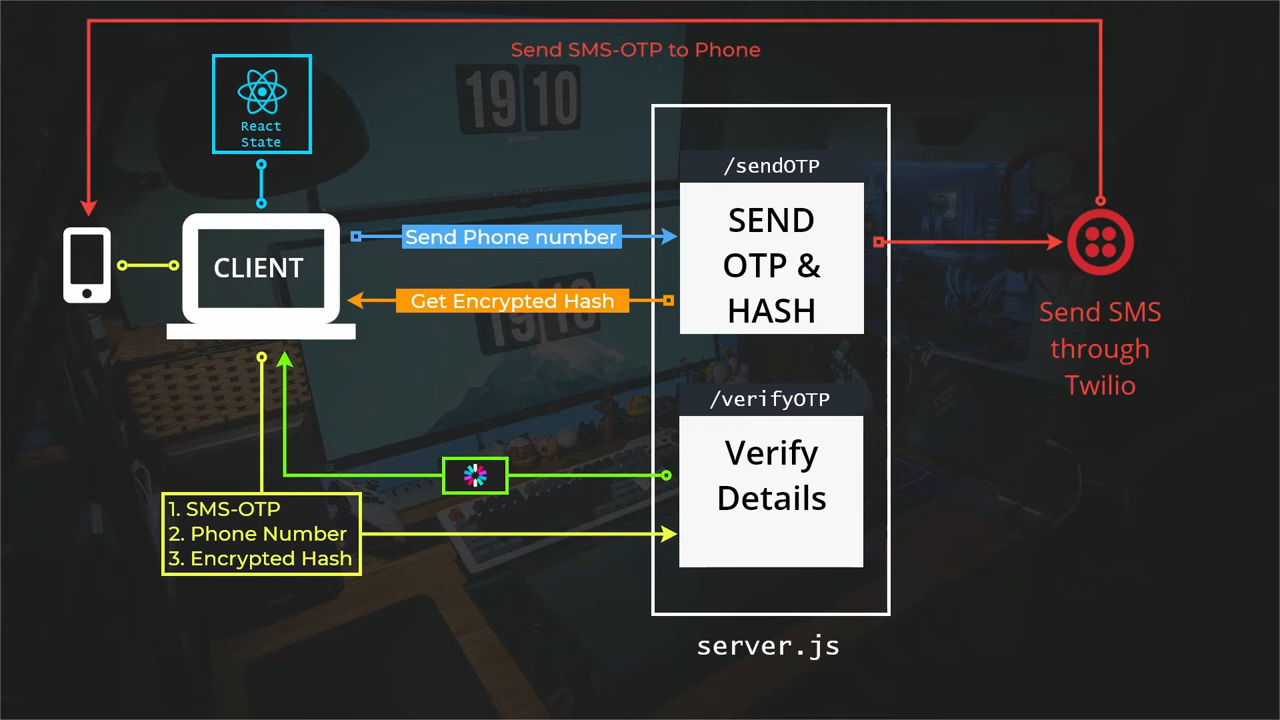 Send SMS-OTP to Phone
19 10
React
State
/sendOTP
SEND
OTP &
HASH
CLIENT
Send Phone number
Get Encrypted Hash
19 10
Send SMS
through
Twilio
/verifyOTP
Verify
Details
1. SMS-OTP
2. Phone Number
3. Encrypted Hash
server.js